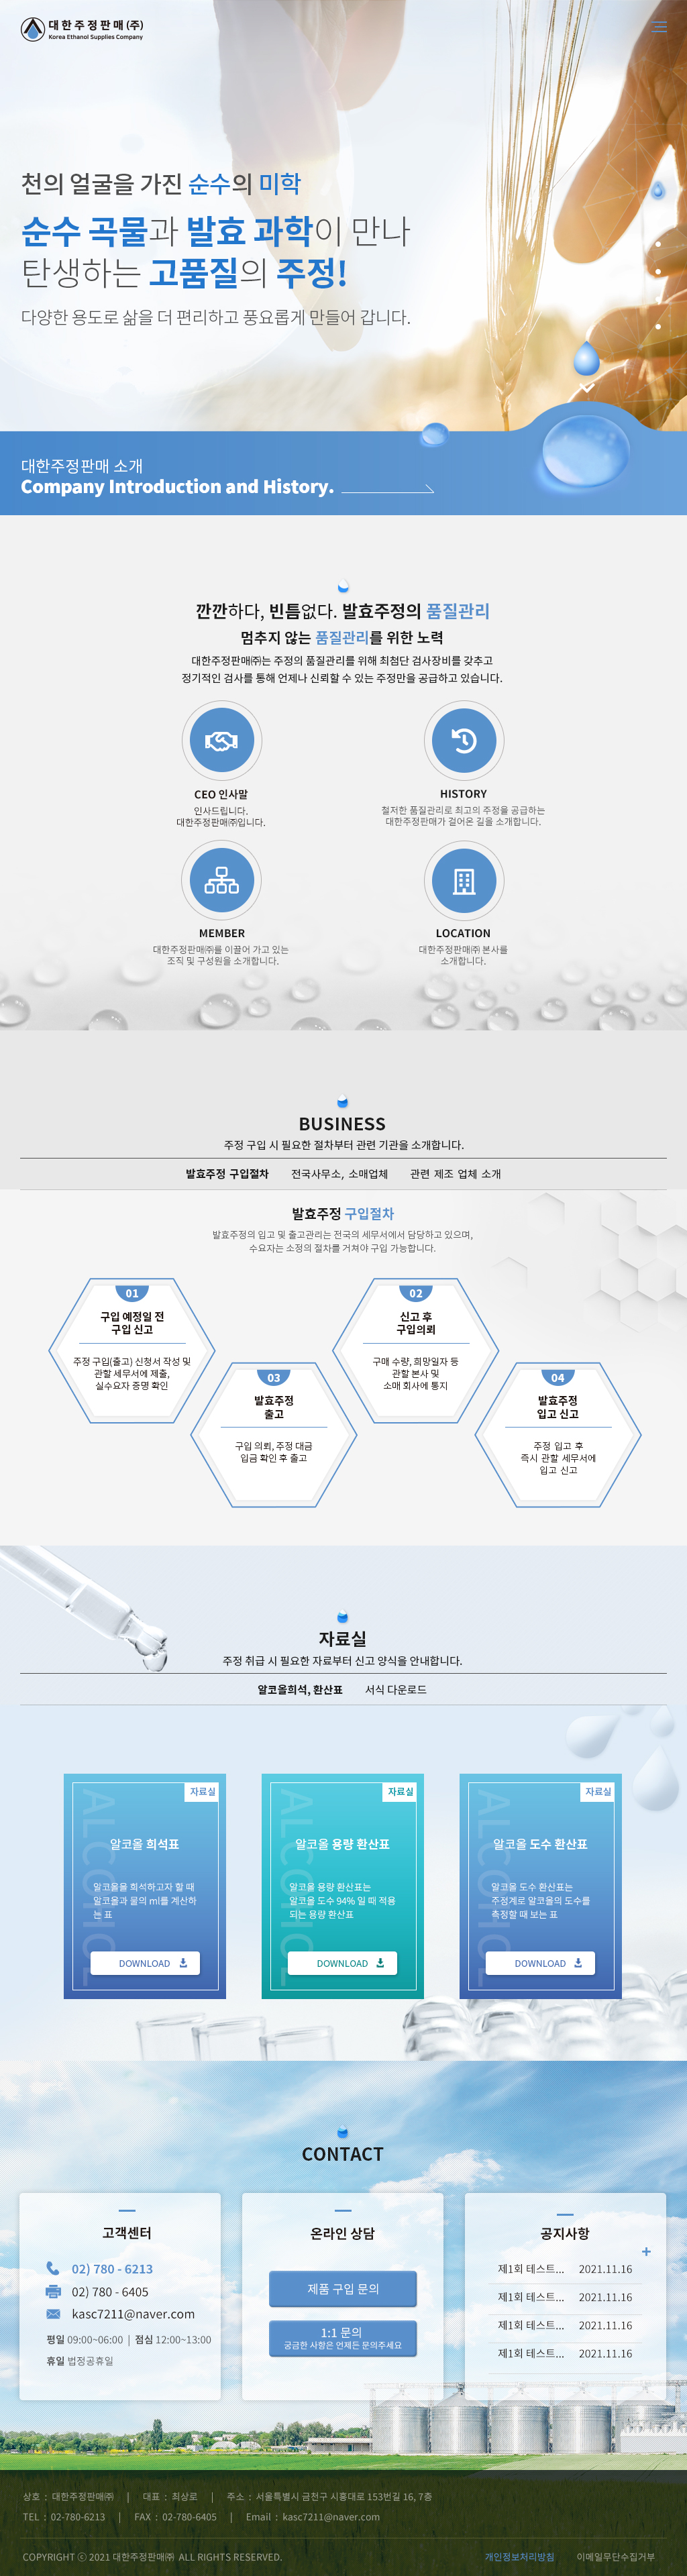 대한주정판매(주)
Korea Ethanol Supplies Company
천의 얼굴을 가진 순수의 미학
순수 곡물과 발효 과학이 만나
탄생하는 고품질의 주정!
다양한 용도로 삶을 더 편리하고 풍요롭게 만들어 갑니다.
대한주정판매 소개
Company Introduction and History.
깐깐하다, 빈틈없다. 발효주정의 품질관리
멈추지 않는 품질관리를 위한 노력
대한주정판매㈜는 주정의 품질관리를 위해 최첨단 검사장비를 갖추고
정기적인 검사를 통해 언제나 신뢰할 수 있는 주정만을 공급하고 있습니다.
CEO 인사말
인사드립니다.
대한주정판매㈜입니다.
HISTORY
철저한 품질관리로 최고의 주정을 공급하는
대한주정판매가 걸어온 길을 소개합니다.
MEMBER
대한주정판매㈜를 이끌어 가고 있는
조직 및 구성원을 소개합니다.
LOCATION
대한주정판매㈜ 본사를
소개합니다.
BUSINESS
주정 구입 시 필요한 절차부터 관련 기관을 소개합니다.
발효주정 구입절차 전국사무소, 소매업체 관련 제조 업체 소개
발효주정 구입절차
발효주정의 입고 및 출고관리는 전국의 세무서에서 담당하고 있으며,
수요자는 소정의 절차를 거쳐야 구입 가능합니다.
01
구입 예정일 전
구입 신고
주정 구입(출고) 신청서 작성 및
관할 세무서에 제출,
실수요자 증명 확인
02
신고 후
구입의뢰
구매 수량, 희망일자 등
관할 본사 및
소매 회사에 통지
03
발효주정
출고
구입 의뢰, 주정 대금
입금 확인 후 출고
04
발효주정
입고 신고
주정 입고 후
즉시 관할 세무서에
입고 신고
자료실
주정 취급 시 필요한 자료부터 신고 양식을 안내합니다.
알코올희석, 환산표 서식 다운로드
자료실
ALCOHOL
알코올 희석표
알코올을 희석하고자 할 때
알코올과 물의 ml를 계산하
는 표
DOWNLOAD
자료실
ALCOHOL
알코올 용량 환산표
알코올 용량 환산표는
알코올 도수 94% 일 때 적용
되는 용량 환산표
DOWNLOAD
자료실
ALCOHOL
알코올 도수 환산표
알코올 도수 환산표는
주정계로 알코올의 도수를
측정할 때 보는 표
DOWNLOAD
CONTACT
고객센터
02) 780 - 6213
02) 780 - 6405
kasc7211@naver.com
평일 09:00~06:00 | 점심 12:00~13:00
휴일 법정공휴일
온라인 상담
제품 구입 문의
1:1 문의
궁금한 사항은 언제든 문의주세요
공지사항
+
제1회 테스트... 2021.11.16
제1회 테스트... 2021.11.16
제1회 테스트... 2021.11.16
제1회 테스트... 2021.11.16
상호 : 대한주정판매㈜ | 대표 : 최상로 | 주소 : 서울특별시 금천구 시흥대로 153번길 16, 7층
TEL : 02-780-6213 | FAX : 02-780-6405 | Email : kasc7211@naver.com
COPYRIGHT ⓒ 2021 대한주정판매㈜ ALL RIGHTS RESERVED.
개인정보처리방침 이메일무단수집거부